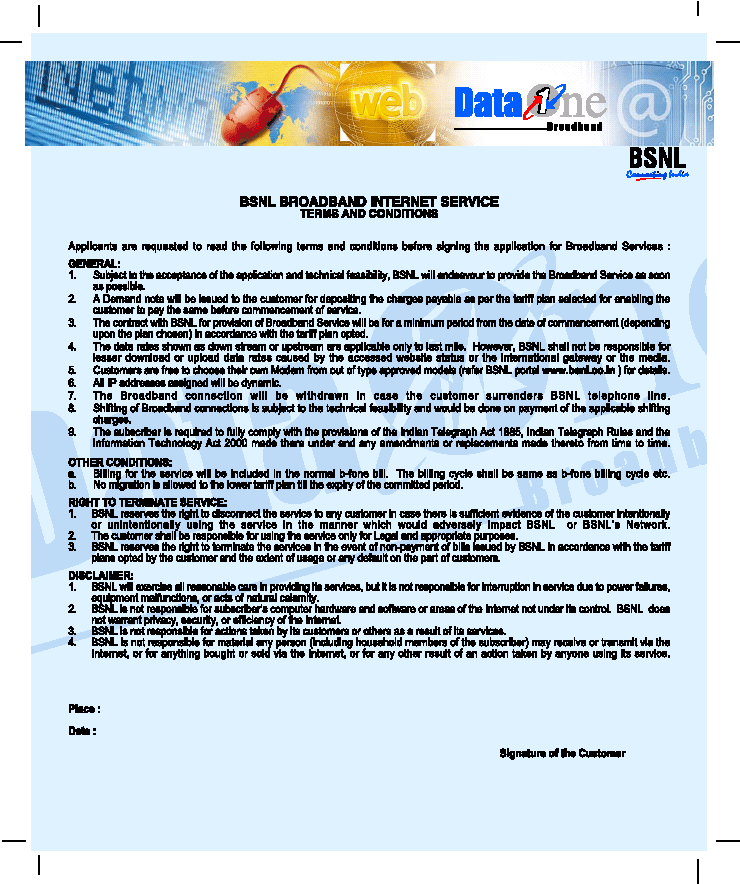 Net
web
Data One
Broadband
@
BSNL
Connecting India
BSNL BROADBAND INTERNET SERVICE
TERMS AND CONDITIONS
Applicants are requested to read the following terms and conditions before signing the application for Broadband Services :
GENERAL:
1. Subject to the acceptance of the application and technical feasibility, BSNL will endeavour to provide the Broadband Service as soon
as possible.
2. A Demand note will be issued to the customer for depositing the charges payable as per the tariff plan selected for enabling the
customer to pay the same before commencement of service.
3. The contract with BSNL for provision of Broadband Service will be for a minimum period from the date of commencement (depending
upon the plan chosen) in accordance with the tariff plan opted.
4. The data rates shown as down stream or upstream are applicable only to last mile. However, BSNL shall not be responsible for
lesser download or upload data rates caused by the accessed website status or the international gateway or the media.
5. Customers are free to choose their own Modem from out of type approved models (refer BSNL portal www.bsnl.co.in ) for details.
6. All IP addresses assigned will be dynamic.
7. The Broadband connection will be withdrawn in case the customer surrenders BSNL telephone line.
8. Shifting of Broadband connections is subject to the technical feasibility and would be done on payment of the applicable shifting
charges.
9. The subscriber is required to fully comply with the provisions of the Indian Telegraph Act 1885, Indian Telegraph Rules and the
Information Technology Act 2000 made there under and any amendments or replacements made thereto from time to time.
OTHER CONDITIONS:
a. Billing for the service will be included in the normal b-fone bill. The billing cycle shall be same as b-fone billing cycle etc.
b. No migration is allowed to the lower tariff plan till the expiry of the committed period.
RIGHT TO TERMINATE SERVICE:
1. BSNL reserves the right to disconnect the service to any customer in case there is sufficient evidence of the customer intentionally
or unintentionally using the service in the manner which would adversely impact BSNL or BSNL's Network.
2. The customer shall be responsible for using the service only for Legal and appropriate purposes.
3. BSNL reserves the right to terminate the services in the event of non-payment of bills issued by BSNL in accordance with the tariff
plans opted by the customer and the extent of usage or any default on the part of customers.
DISCLAIMER:
1. BSNL will exercise all reasonable care in providing its services, but it is not responsible for interruption in service due to power failures,
equipment malfunctions, or acts of natural calamity.
2. BSNL is not responsible for subscriber's computer hardware and software or areas of the Internet not under its control. BSNL does
not warrant privacy, security, or efficiency of the Internet.
3. BSNL is not responsible for actions taken by its customers or others as a result of its services.
4. BSNL is not responsible for material any person (including household members of the subscriber) may receive or transmit via the
Internet, or for anything bought or sold via the Internet, or for any other result of an action taken by anyone using its service.
Place :
Date :
Signature of the Customer